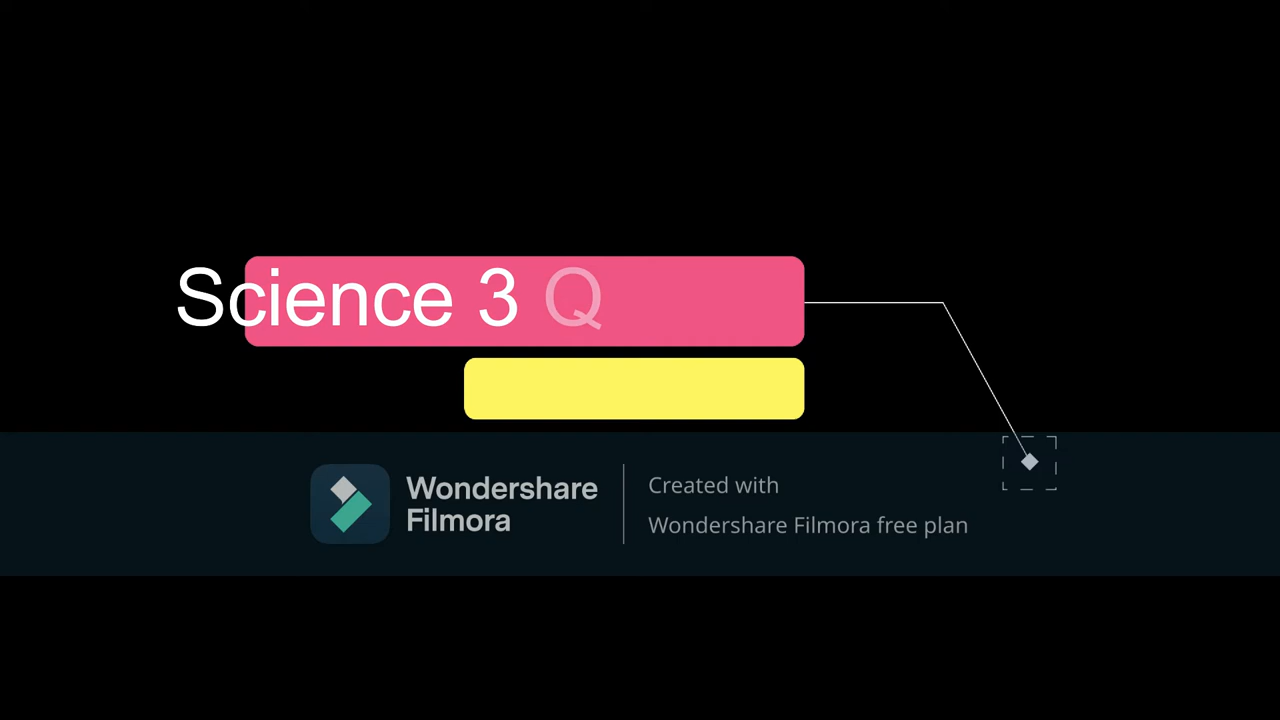 Science 3 Q
Wondershare
Filmora
Created with
Wondershare Filmora free plan